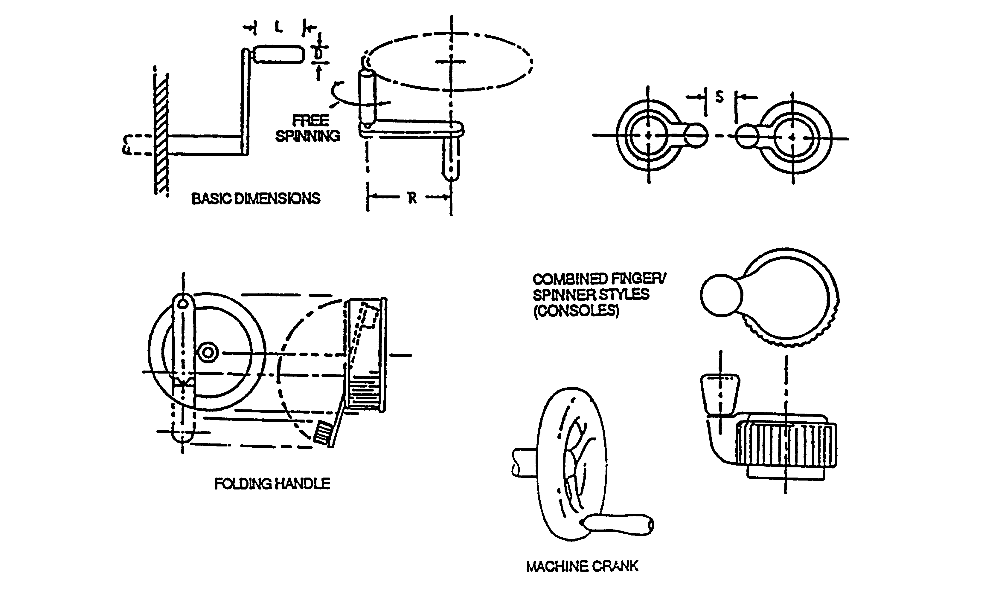 L
D
FREE
SPINNING
R
BASIC DIMENSIONS
S
COMBINED FINGER/
SPINNER STYLES
(CONSOLES)
FOLDING HANDLE
MACHINE CRANK